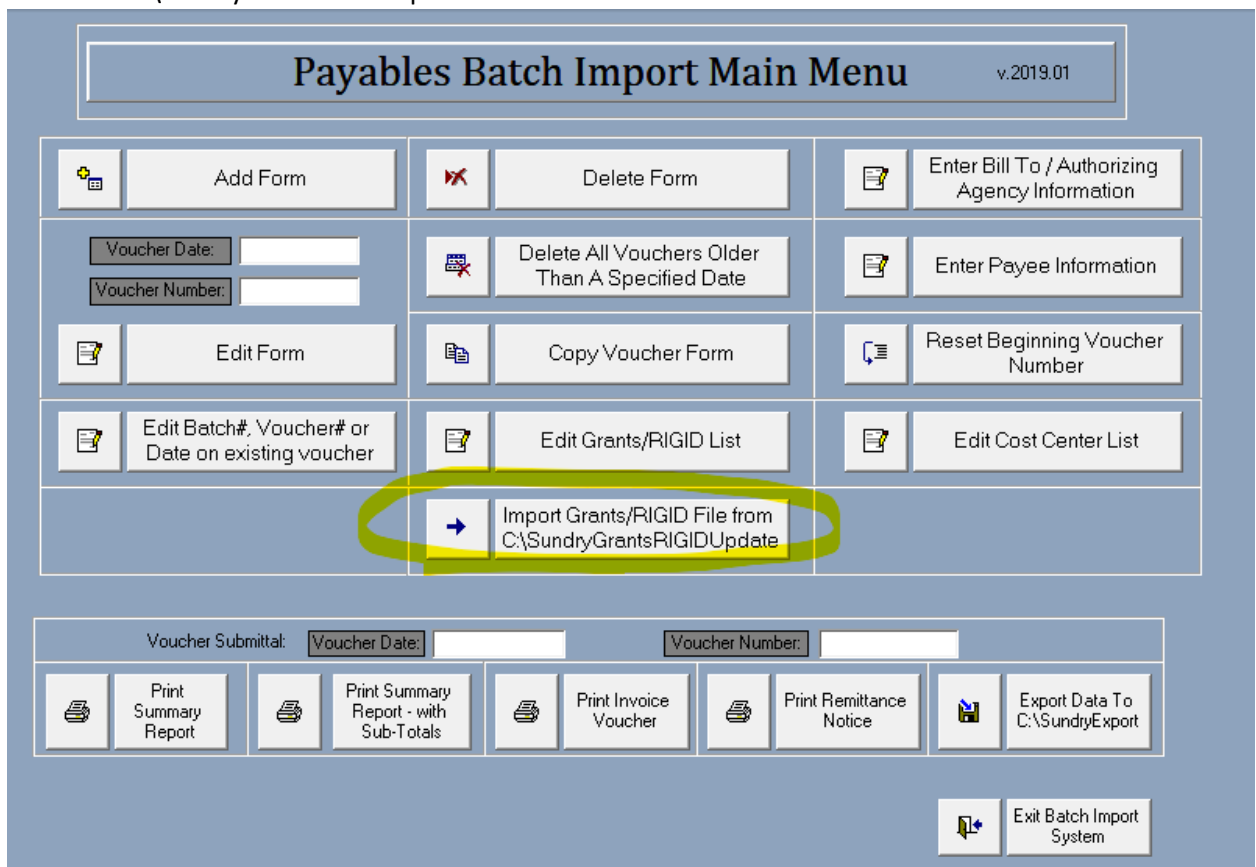 Payables Batch Import Main Menu v.2019.01
Add Form
Delete Form
Enter Bill To / Authorizing
Agency Information
Voucher Date:
Voucher Number:
Delete All Vouchers Older
Than A Specified Date
Enter Payee Information
Edit Form
Copy Voucher Form
Reset Beginning Voucher
Number
Edit Batch#, Voucher# or
Date on existing voucher
Edit Grants/RIGID List
Edit Cost Center List
Import Grants/RIGID File from
C:\SundryGrantsRIGIDUpdate
Voucher Submittal: Voucher Date: Voucher Number:
Print
Summary
Report
Print Summary
Report - with
Sub-Totals
Print Invoice
Voucher
Print Remittance
Notice
Export Data To
C:\SundryExport
Exit Batch Import
System